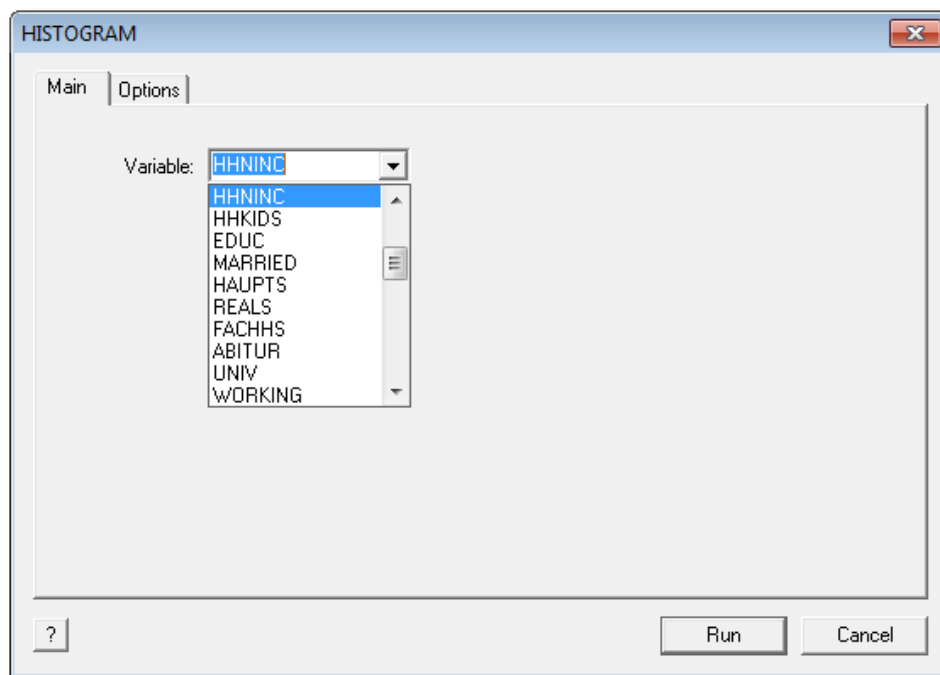 HISTOGRAM
Main Options
Variable: HHNINC
HHNINC
HHKIDS
EDUC
MARRIED
HAUPTS
REALS
FACHHS
ABITUR
UNIV
WORKING
? Run Cancel